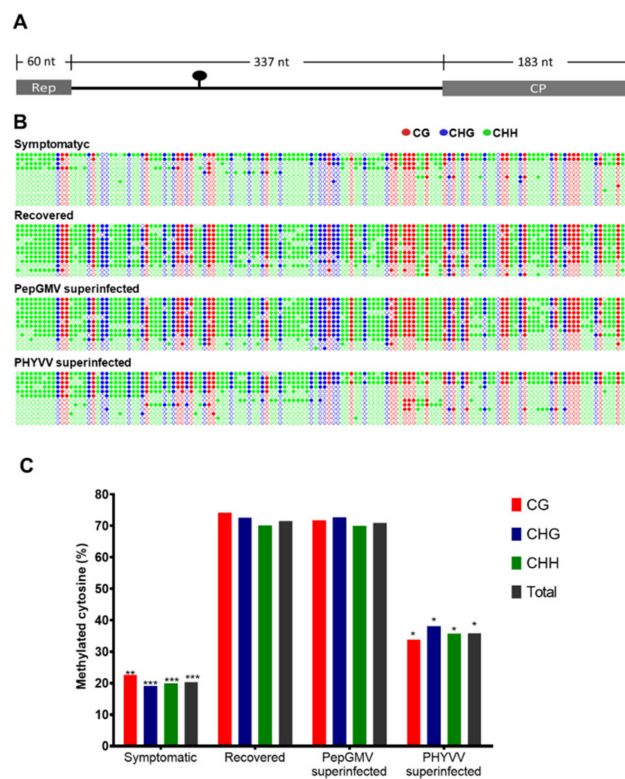 A
60 nt 337 nt 183 nt
Rep CP
B
CG CHG CHH
Symptomatyc
Recovered
PepGMV superinfected
PHYVV superinfected
C
Methylated cytosine (%)
80
70
60
50
40
30
20
10
0
** *** *** ***
* * * *
CG
CHG
CHH
Total
Symptomatic Recovered PepGMV superinfected PHYVV superinfected